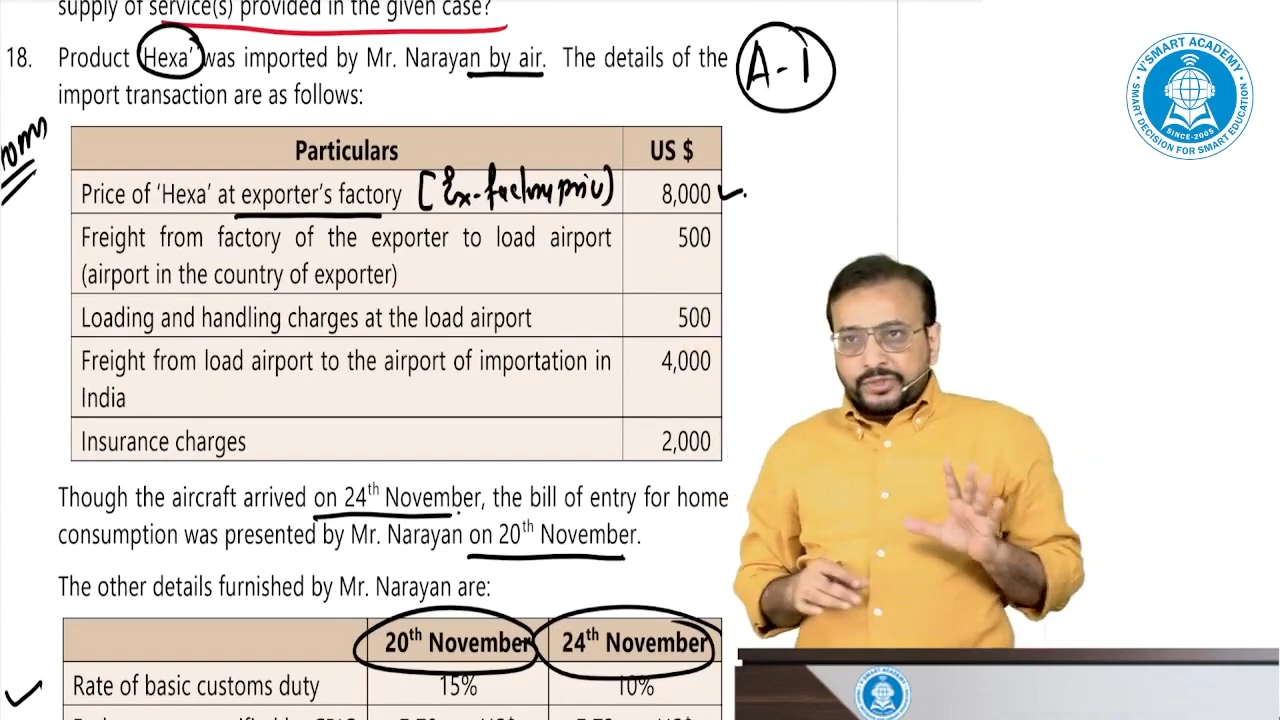 supply of service(s) provided in the given case?
18. Product 'Hexa' was imported by Mr. Narayan by air. The details of the
import transaction are as follows:
A-1
Particulars US $
Price of 'Hexa' at exporter's factory [Ex-factory price) 8,000
Freight from factory of the exporter to load airport 500
(airport in the country of exporter)
Loading and handling charges at the load airport 500
Freight from load airport to the airport of importation in 4,000
India
Insurance charges 2,000
Though the aircraft arrived on 24th November, the bill of entry for home
consumption was presented by Mr. Narayan on 20th November.
The other details furnished by Mr. Narayan are:
20th November 24th November
Rate of basic customs duty 15% 10%
V'SMART ACADEMY
SINCE-2005
SMART DECISION FOR SMART EDUCATION